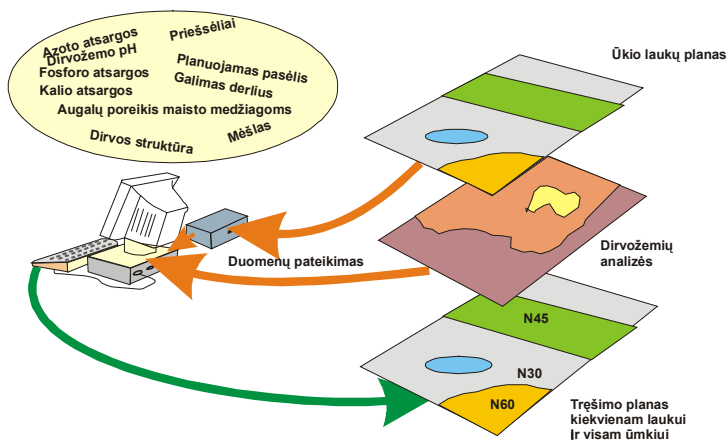 Azoto atsargos
Priešsėliai
Dirvožemo pH
Fosforo atsargos
Planuojamas pasėlis
Kalio atsargos
Galimas derlius
Augalų poreikis maisto medžiagoms
Dirvos struktūra
Mėšlas
Ūkio laukų planas
Dirvožemių
analizės
Duomenų pateikimas
N45
N30
N60
Tręšimo planas
kiekvienam laukui
Įr visam ūmkiui